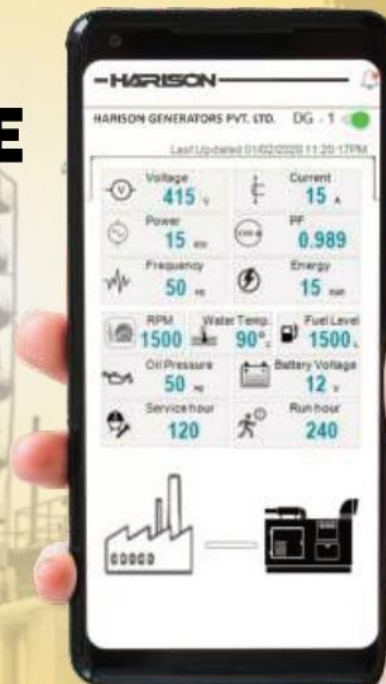 E
HARISON
HARISON GENERATORS PVT. LTD. DG - 1
Last Updated 01/02/2020 11:20:17PM
Voltage Current
415 V 15 A
Power PF
15 COS Φ 0.989
Frequency Energy
50 Hz 15
RPM Water Temp. Fuel Level
1500 90°c 1500 L
Oil Pressure Battery Voltage
50 12 V
Service hour Run hour
120 240